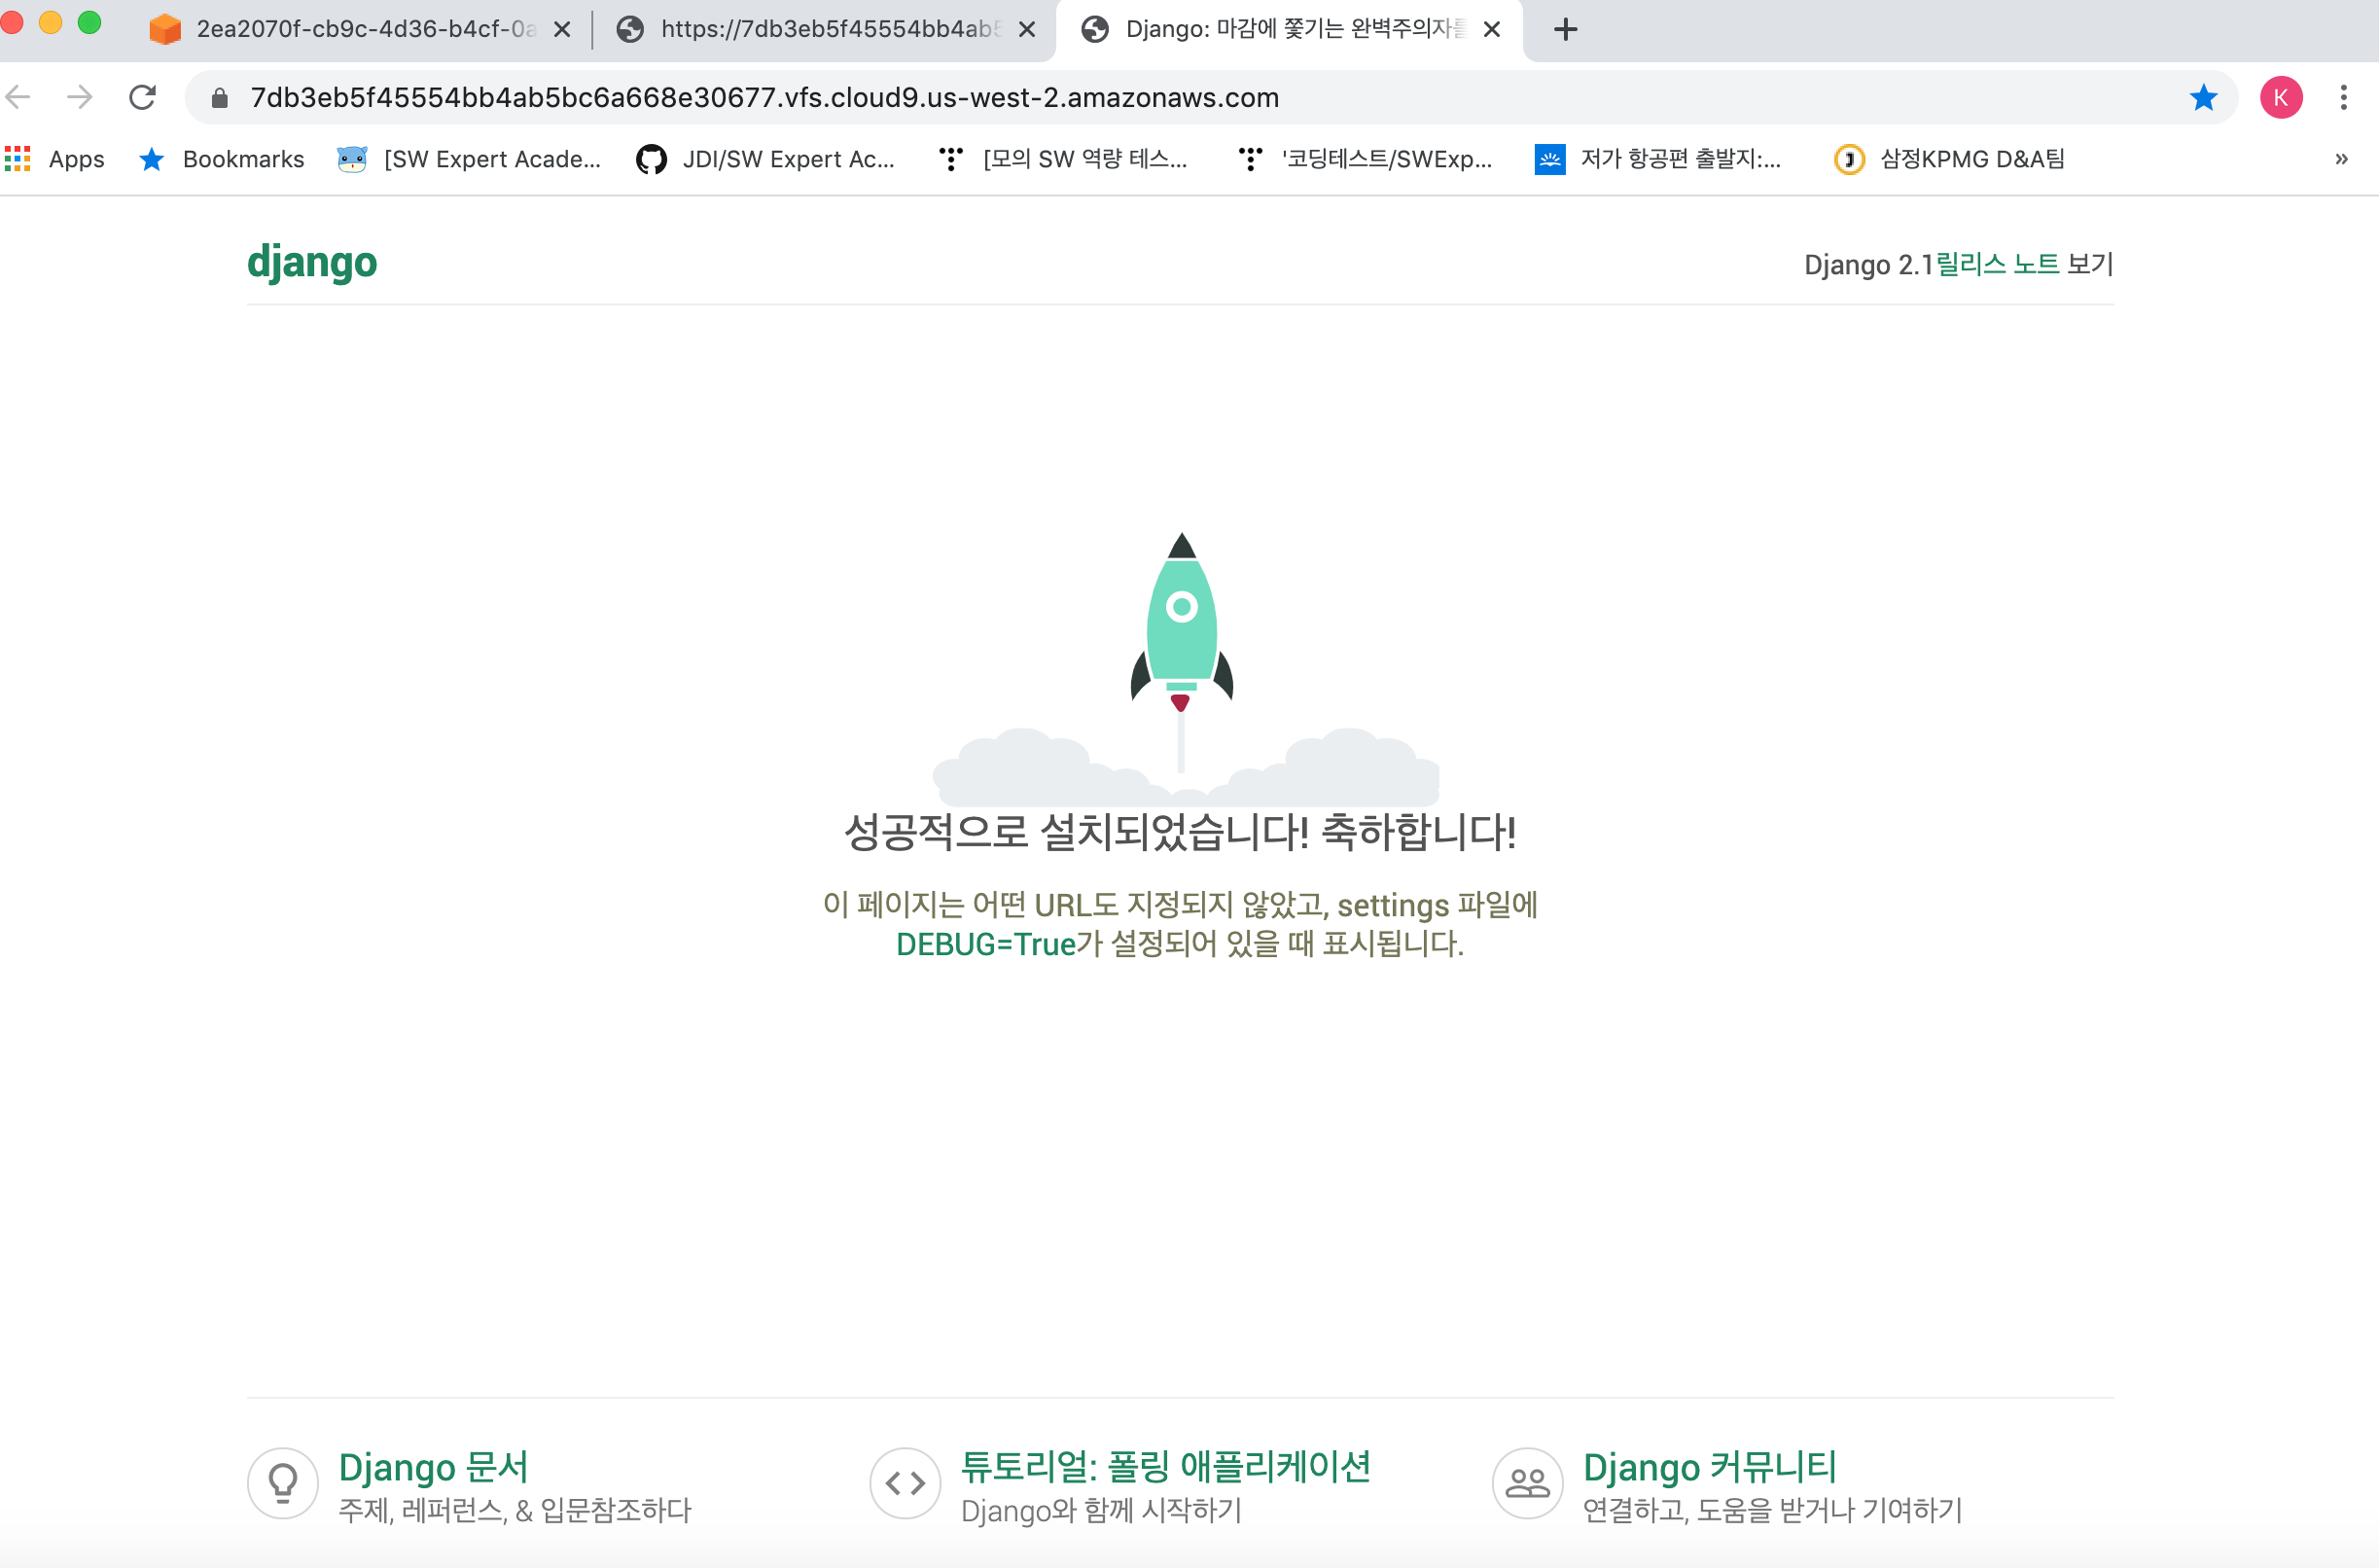 2ea2070f-cb9c-4d36-b4cf-0a
https://7db3eb5f45554bb4ab5
Django: 마감에 쫓기는 완벽주의자를
7db3eb5f45554bb4ab5bc6a668e30677.vfs.cloud9.us-west-2.amazonaws.com
K
Apps
Bookmarks
[SW Expert Acade...
JDI/SW Expert Ac...
[모의 SW 역량 테스...
'코딩테스트/SWExp...
저가 항공편 출발지:...
삼정KPMG D&A팀
»
django
Django 2.1릴리스 노트 보기
성공적으로 설치되었습니다! 축하합니다!
이 페이지는 어떤 URL도 지정되지 않았고, settings 파일에
DEBUG=True가 설정되어 있을 때 표시됩니다.
Django 문서
주제, 레퍼런스, & 입문참조하다
튜토리얼: 폴링 애플리케이션
Django와 함께 시작하기
Django 커뮤니티
연결하고, 도움을 받거나 기여하기